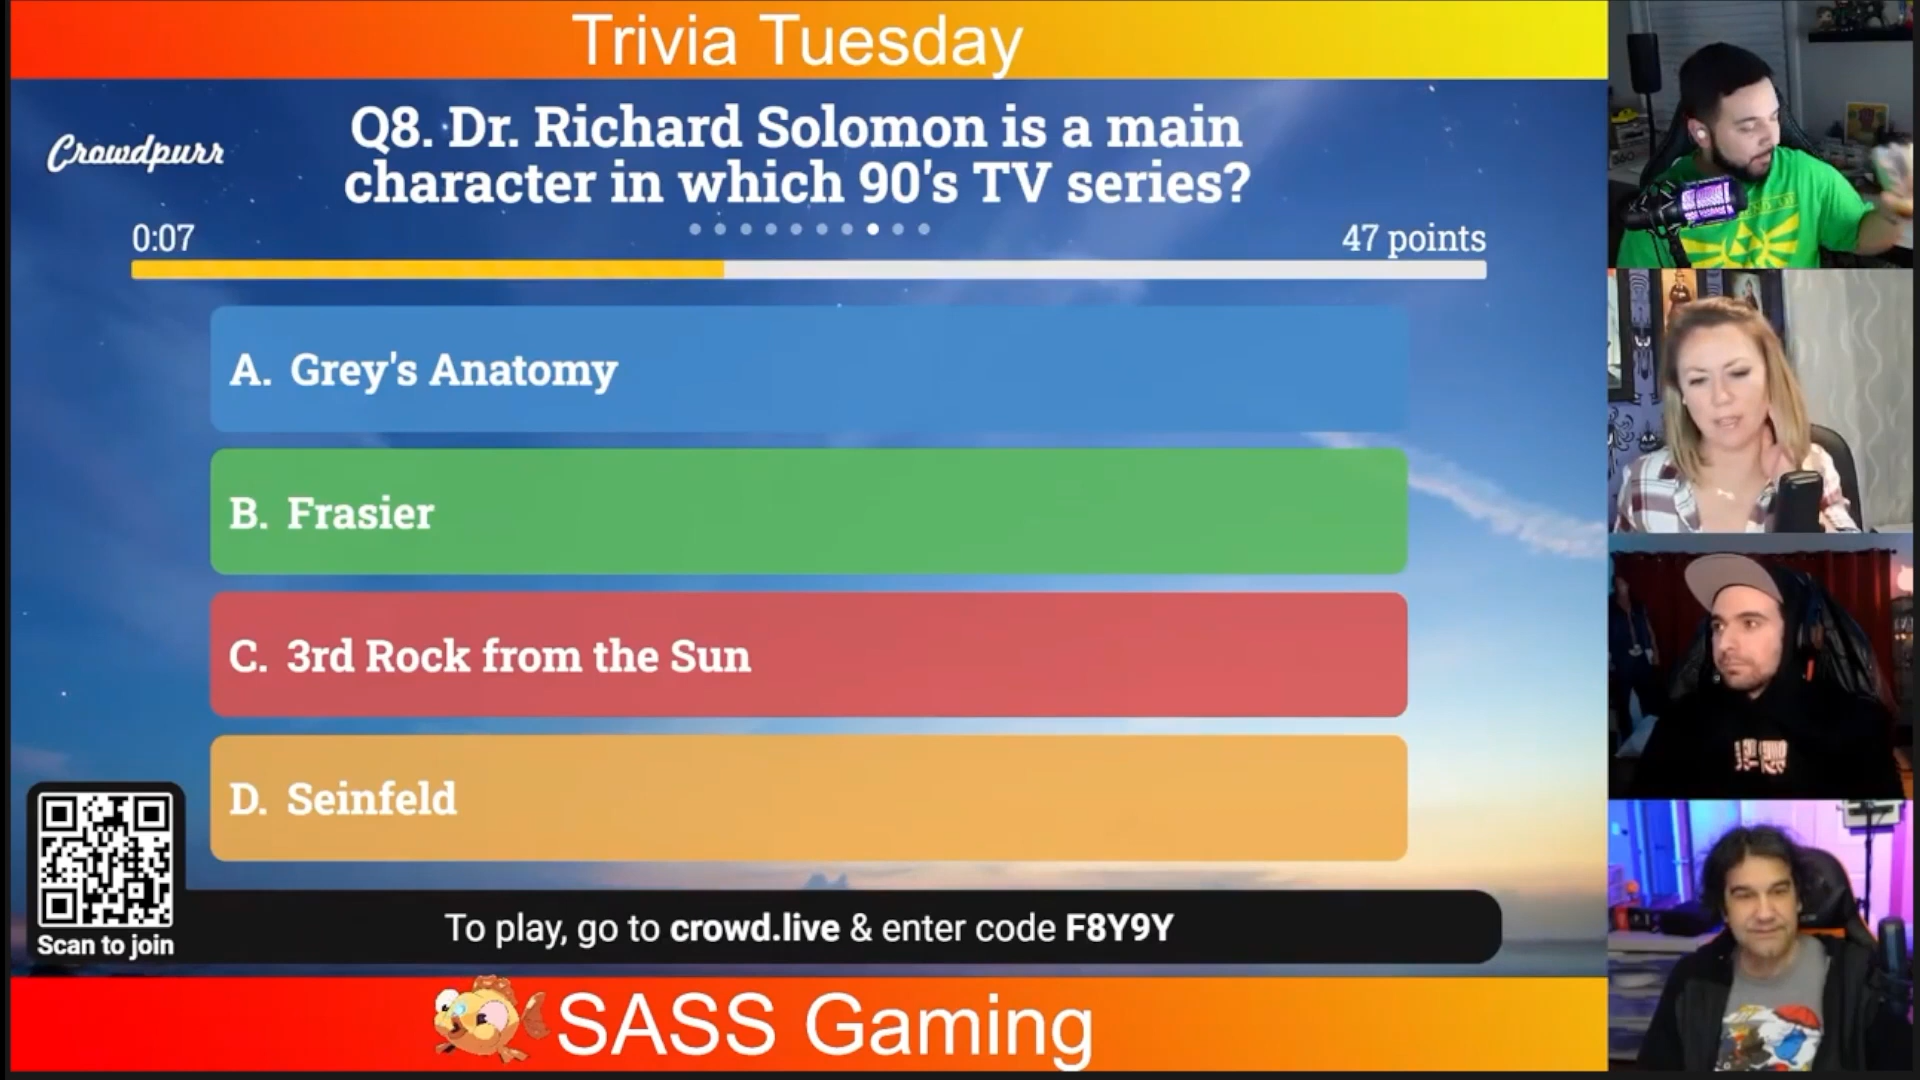 Trivia Tuesday
Crowdpurr
Q8. Dr. Richard Solomon is a main
character in which 90's TV series?
0:07
47 points
A. Grey's Anatomy
B. Frasier
C. 3rd Rock from the Sun
D. Seinfeld
Scan to join
To play, go to crowd.live & enter code F8Y9Y
SASS Gaming